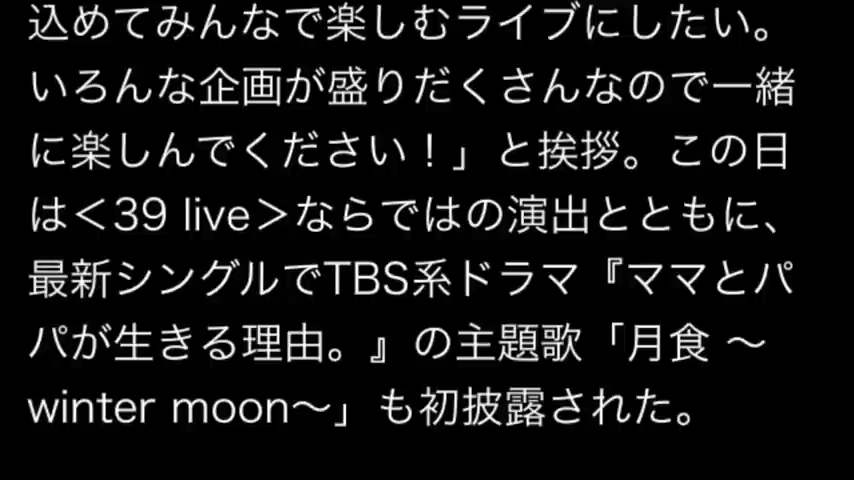 込めてみんなで楽しむライブにしたい。
いろんな企画が盛りだくさんなので一緒
に楽しんでください！」と挨拶。この日
は＜39 live＞ならではの演出とともに、
最新シングルでTBS系ドラマ『ママとパ
パが生きる理由。』の主題歌「月食 〜
winter moon〜」も初披露された。